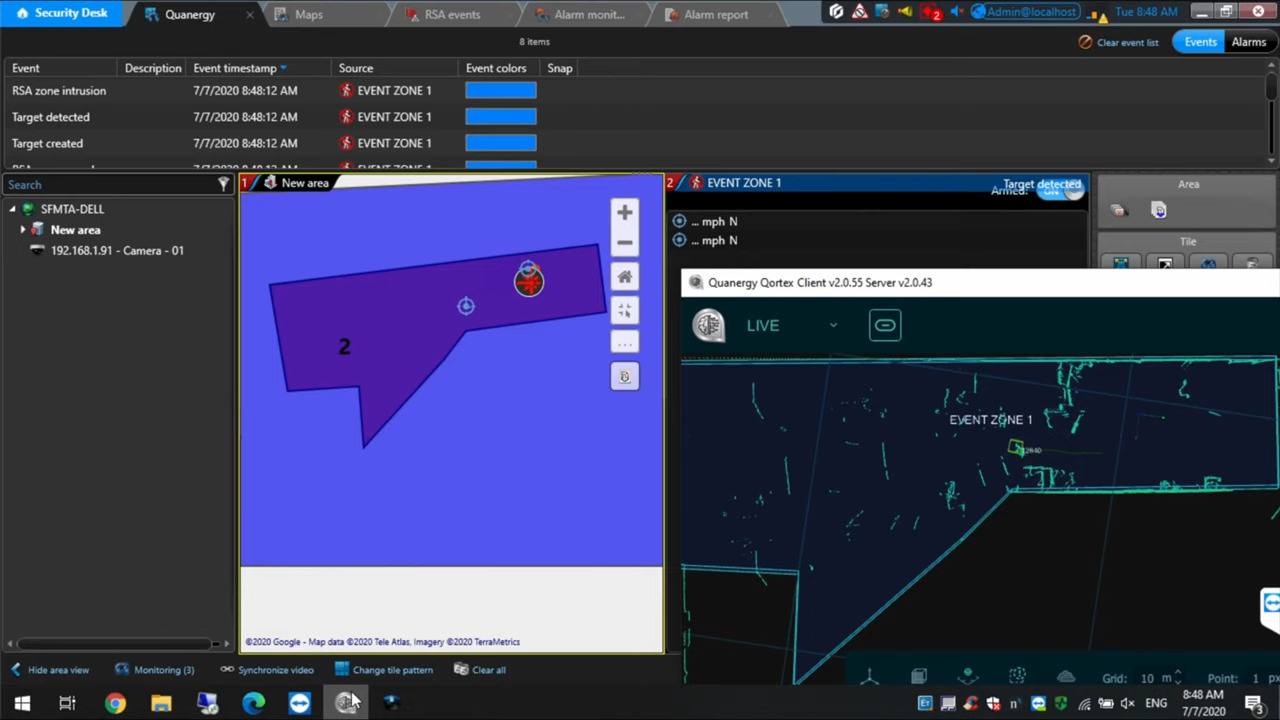 Security Desk
Quanergy
Maps
RSA events
Alarm monit...
Alarm report
2
Admin@localhost
Tue 8:48 AM
8 items
Clear event list
Events
Alarms
Event Description Event timestamp Source Event colors Snap
RSA zone intrusion 7/7/2020 8:48:12 AM EVENT ZONE 1
Target detected 7/7/2020 8:48:12 AM EVENT ZONE 1
Target created 7/7/2020 8:48:12 AM EVENT ZONE 1
Search
SFMTA-DELL
New area
192.168.1.91 - Camera - 01
1 New area
2
©2020 Google - Map data ©2020 Tele Atlas, Imagery ©2020 TerraMetrics
2 EVENT ZONE 1
Target detected
Armed: ON
... mph N
... mph N
Area
Tile
Quanergy Qortex Client v2.0.55 Server v2.0.43
LIVE
EVENT ZONE 1
Grid: 10 m
Point: 1 px
Hide area view
Monitoring (3)
Synchronize video
Change tile pattern
Clear all
ENG
8:48 AM
7/7/2020
3